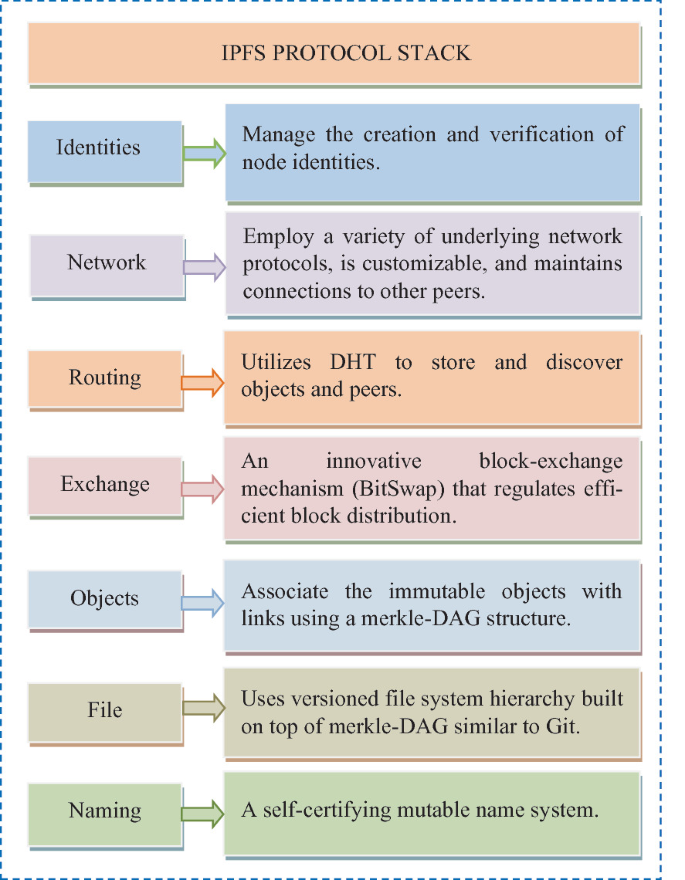 IPFS PROTOCOL STACK
Identities
Manage the creation and verification of
node identities.
Network
Employ a variety of underlying network
protocols, is customizable, and maintains
connections to other peers.
Routing
Utilizes DHT to store and discover
objects and peers.
Exchange
An innovative block-exchange
mechanism (BitSwap) that regulates effi-
cient block distribution.
Objects
Associate the immutable objects with
links using a merkle-DAG structure.
File
Uses versioned file system hierarchy built
on top of merkle-DAG similar to Git.
Naming
A self-certifying mutable name system.